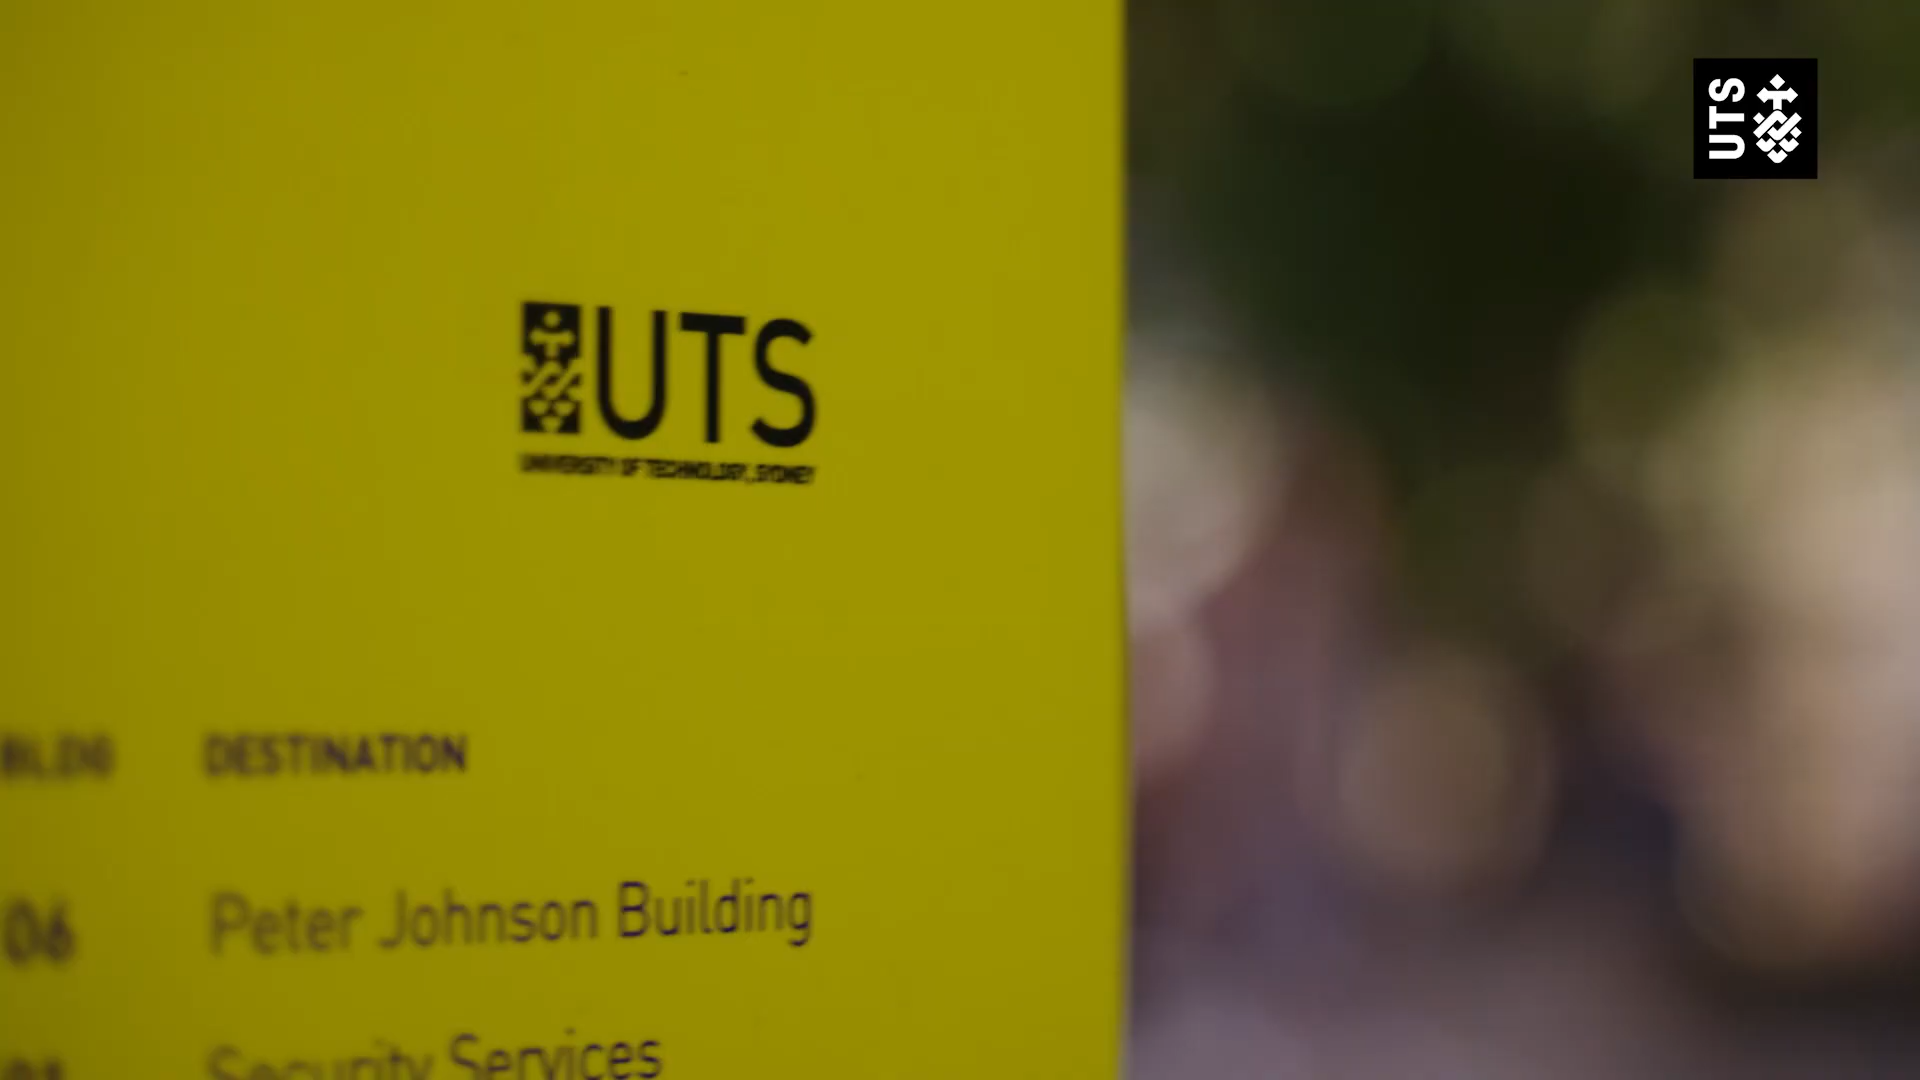 UTS
UTS
UNIVERSITY OF TECHNOLOGY, SYDNEY
BLDG DESTINATION
06 Peter Johnson Building
Security Services